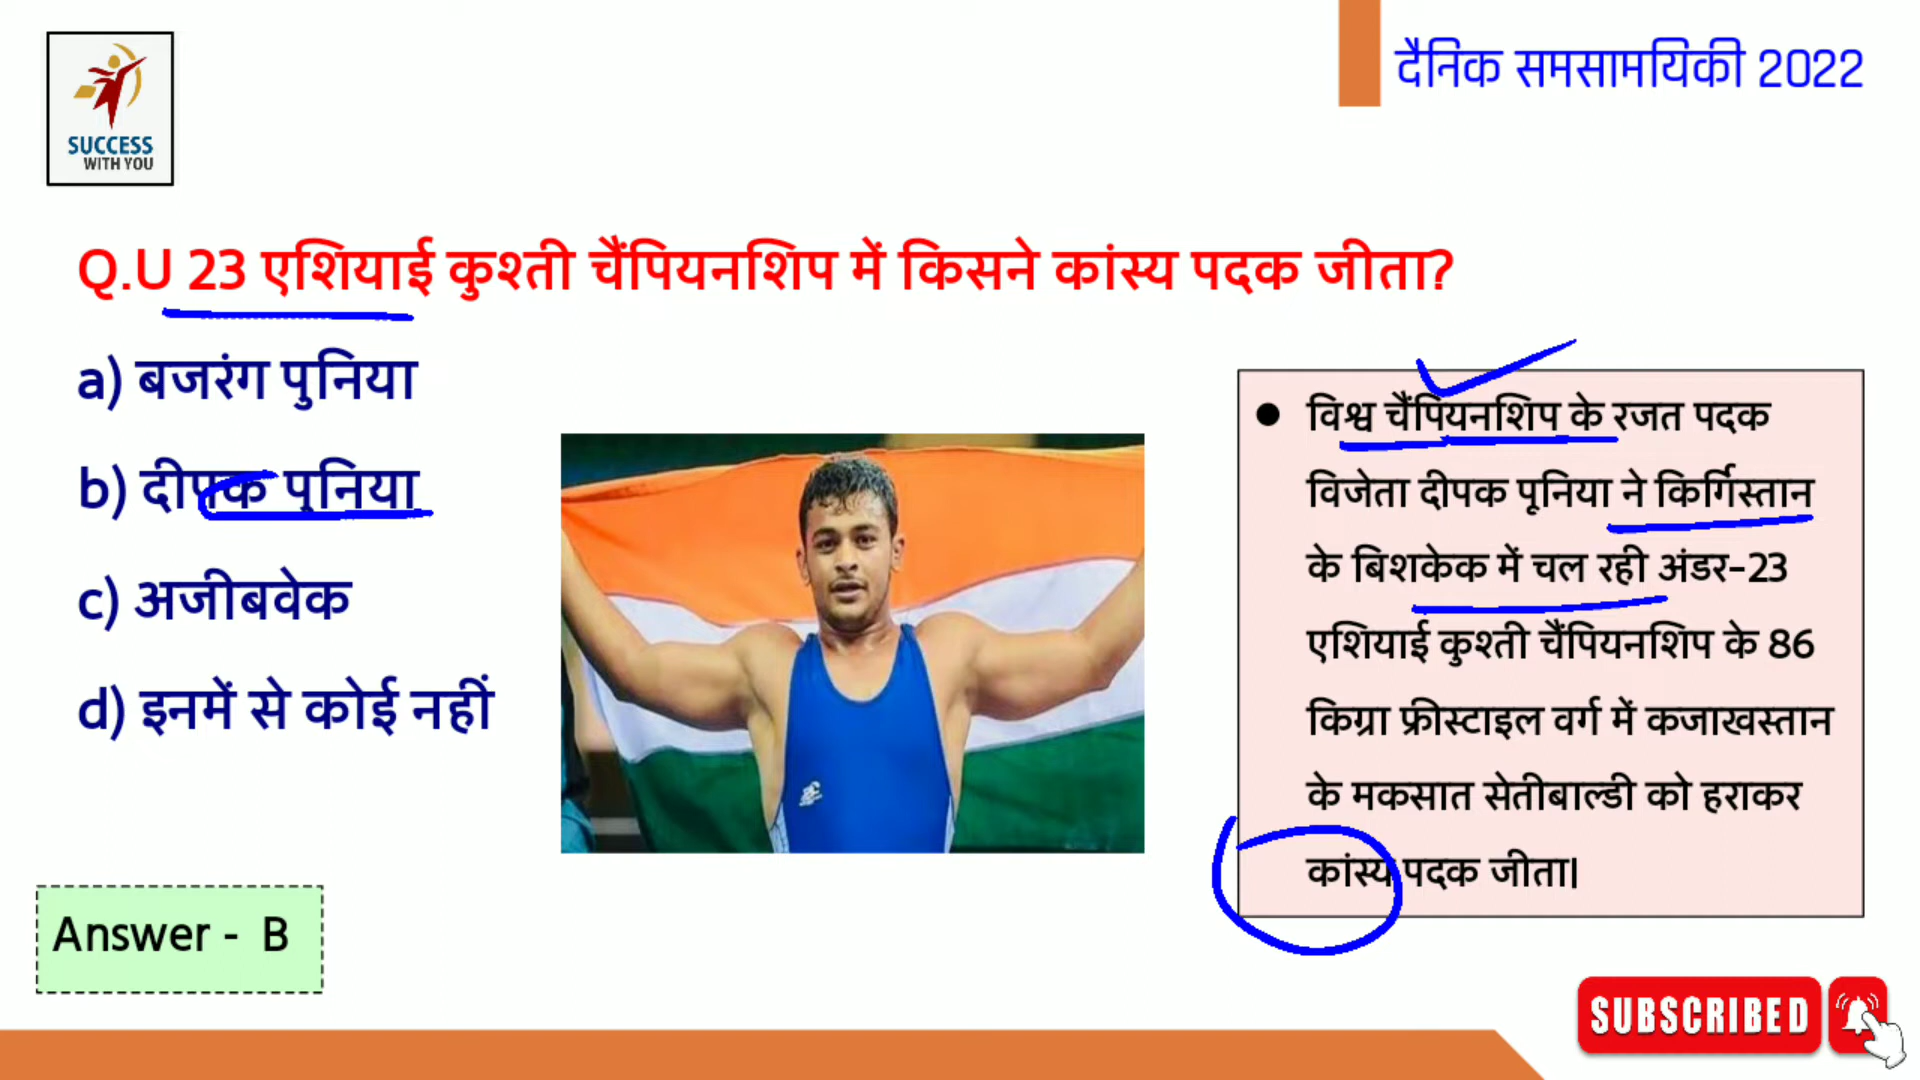 SUCCESS
WITH YOU
दैनिक समसामयिकी 2022
Q.U 23 एशियाई कुश्ती चैंपियनशिप में किसने कांस्य पदक जीता?
a) बजरंग पुनिया
b) दीपक पुनिया
c) अजीबवेक
d) इनमें से कोई नहीं
Answer - B
● विश्व चैंपियनशिप के रजत पदक
विजेता दीपक पूनिया ने किर्गिस्तान
के बिशकेक में चल रही अंडर-23
एशियाई कुश्ती चैंपियनशिप के 86
किग्रा फ्रीस्टाइल वर्ग में कजाखस्तान
के मकसात सेतीबाल्डी को हराकर
कांस्य पदक जीता।
SUBSCRIBED